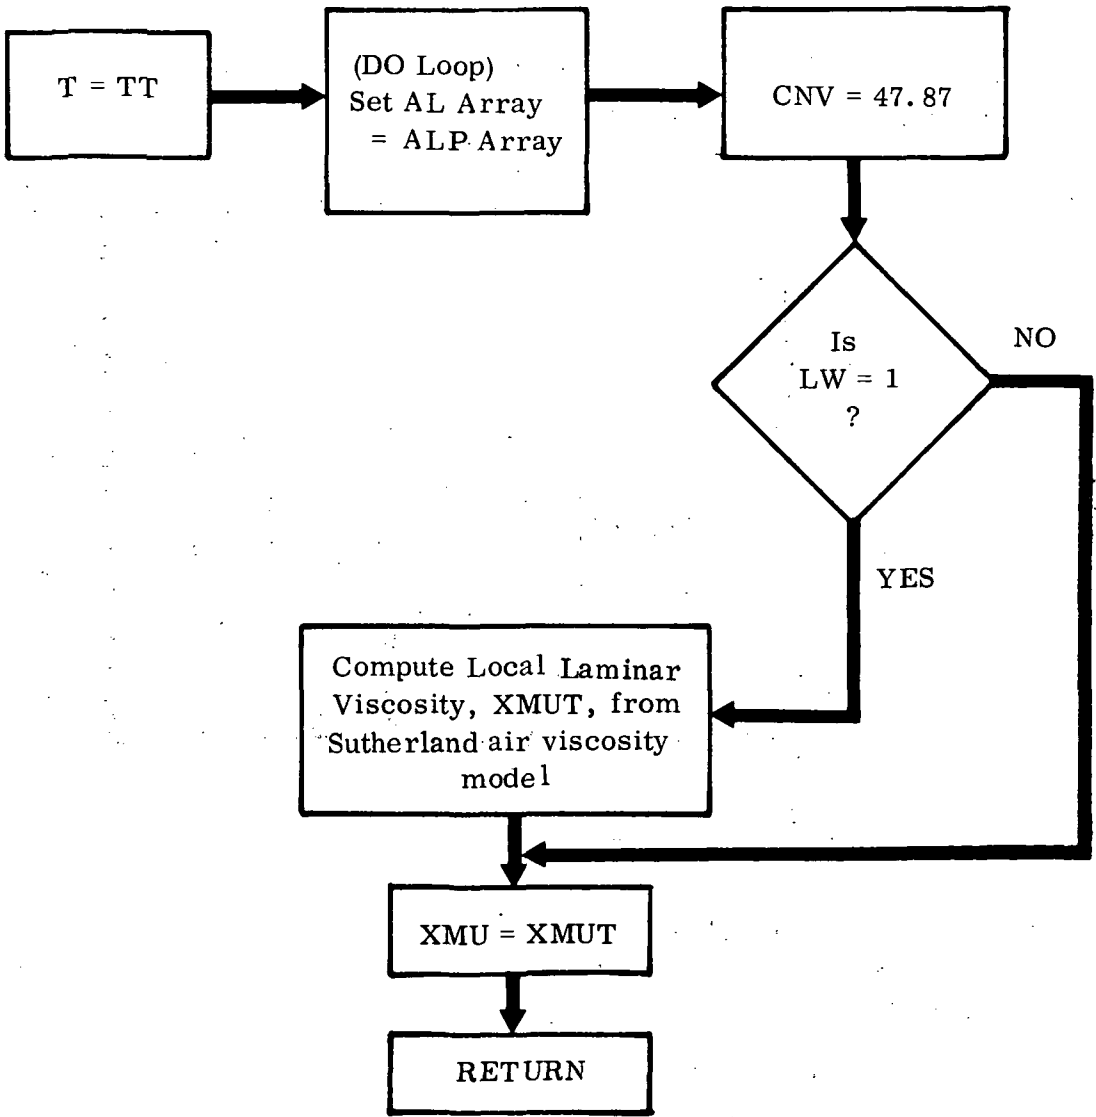 T = TT
(DO Loop)
Set AL Array
= ALP Array
CNV = 47.87
Is
LW = 1
?
NO
YES
Compute Local Laminar
Viscosity, XMUT, from
Sutherland air viscosity
model
XMU = XMUT
RETURN